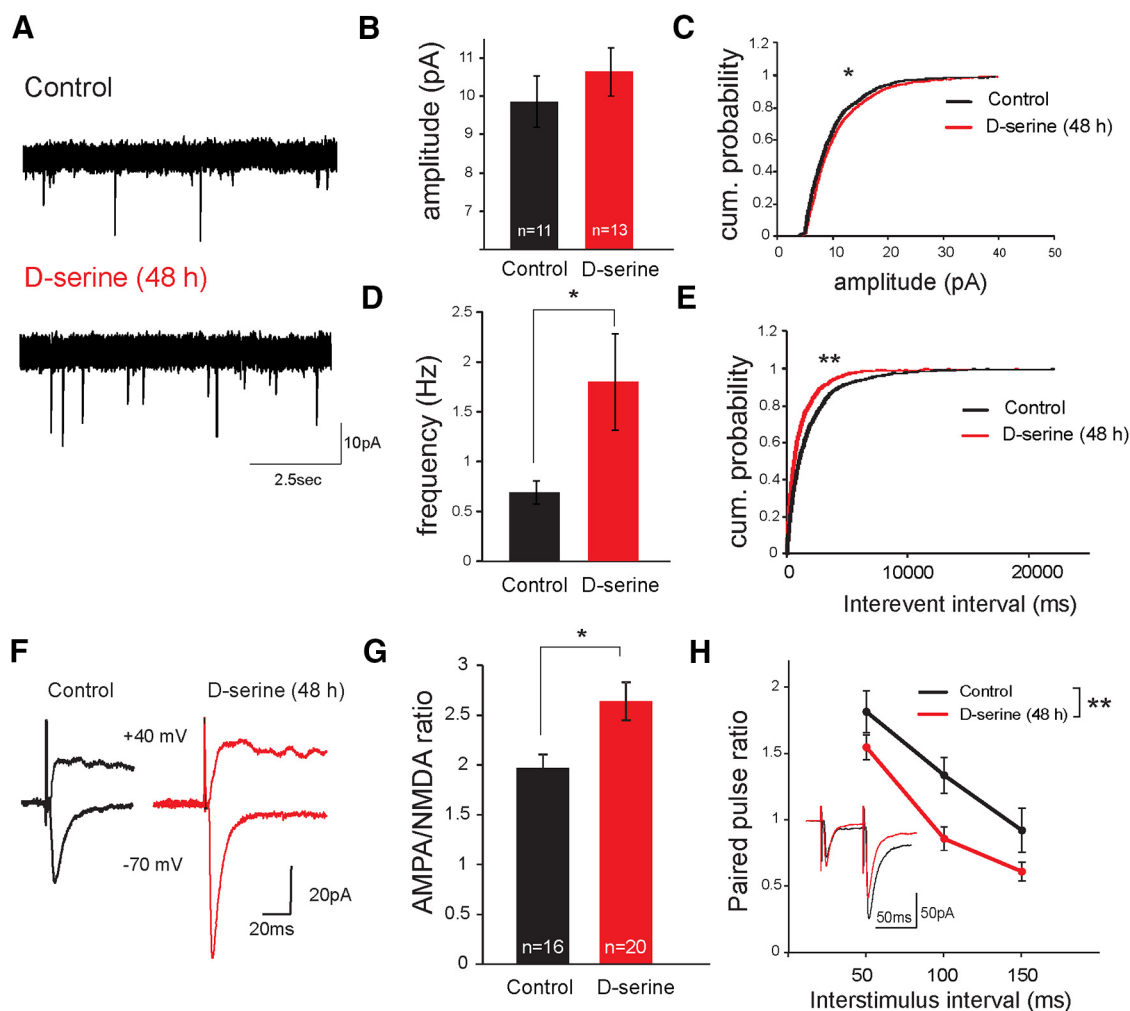 A
Control
D-serine (48 h)
10pA
2.5sec
B
amplitude (pA)
11
10
9
8
7
n=11
n=13
Control
D-serine
C
cum. probability
1.2
1
0.8
0.6
0.4
0.2
0
*
Control
D-serine (48 h)
0
10
20
30
40
50
amplitude (pA)
D
frequency (Hz)
2.5
2
1.5
1
0.5
0
*
Control
D-serine
E
cum. probability
1.2
1
0.8
0.6
0.4
0.2
0
**
Control
D-serine (48 h)
0
10000
20000
Interevent interval (ms)
F
Control
D-serine (48 h)
+40 mV
-70 mV
20pA
20ms
G
AMPA/NMDA ratio
3
2.5
2
1.5
1
0.5
0
*
n=16
n=20
Control
D-serine
H
Paired pulse ratio
2
1.5
1
0.5
0
Control
D-serine (48 h)
**
50ms
50pA
50
100
150
Interstimulus interval (ms)